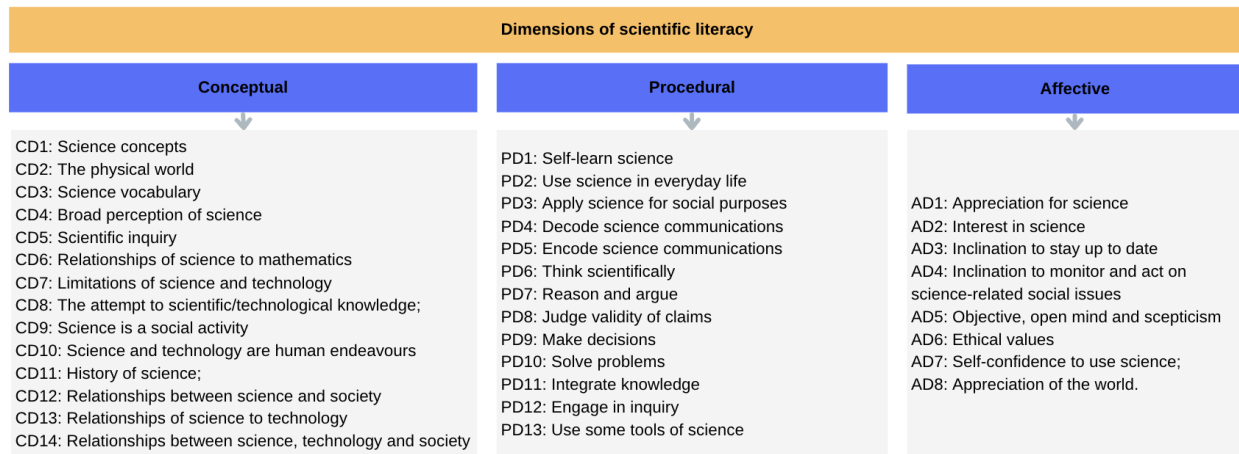 Dimensions of scientific literacy
Conceptual
CD1: Science concepts
CD2: The physical world
CD3: Science vocabulary
CD4: Broad perception of science
CD5: Scientific inquiry
CD6: Relationships of science to mathematics
CD7: Limitations of science and technology
CD8: The attempt to scientific/technological knowledge;
CD9: Science is a social activity
CD10: Science and technology are human endeavours
CD11: History of science;
CD12: Relationships between science and society
CD13: Relationships of science to technology
CD14: Relationships between science, technology and society
Procedural
PD1: Self-learn science
PD2: Use science in everyday life
PD3: Apply science for social purposes
PD4: Decode science communications
PD5: Encode science communications
PD6: Think scientifically
PD7: Reason and argue
PD8: Judge validity of claims
PD9: Make decisions
PD10: Solve problems
PD11: Integrate knowledge
PD12: Engage in inquiry
PD13: Use some tools of science
Affective
AD1: Appreciation for science
AD2: Interest in science
AD3: Inclination to stay up to date
AD4: Inclination to monitor and act on
science-related social issues
AD5: Objective, open mind and scepticism
AD6: Ethical values
AD7: Self-confidence to use science;
AD8: Appreciation of the world.